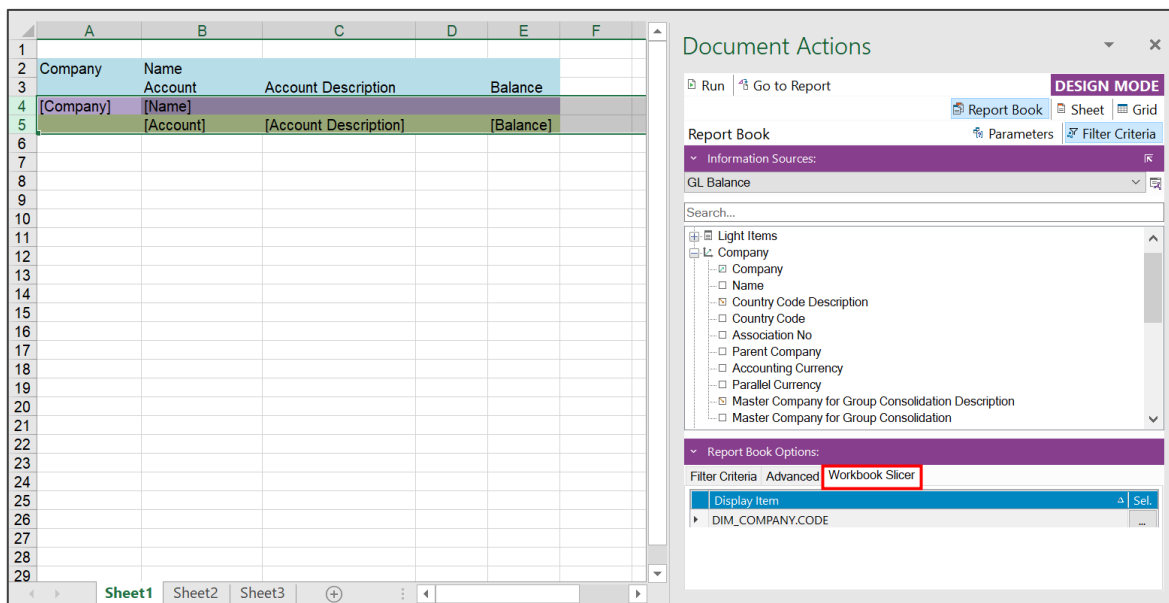 A B C D E F
1
2 Company Name
3 Account Account Description Balance
4 [Company] [Name]
5 [Account] [Account Description] [Balance]
6
7
8
9
10
11
12
13
14
15
16
17
18
19
20
21
22
23
24
25
26
27
28
29
Sheet1 Sheet2 Sheet3
Document Actions
Run Go to Report DESIGN MODE
Report Book Sheet Grid
Report Book Parameters Filter Criteria
Information Sources:
GL Balance
Search...
Light Items
Company
Company
Name
Country Code Description
Country Code
Association No
Parent Company
Accounting Currency
Parallel Currency
Master Company for Group Consolidation Description
Master Company for Group Consolidation
Report Book Options:
Filter Criteria Advanced Workbook Slicer
Display Item Sel.
DIM_COMPANY.CODE ...